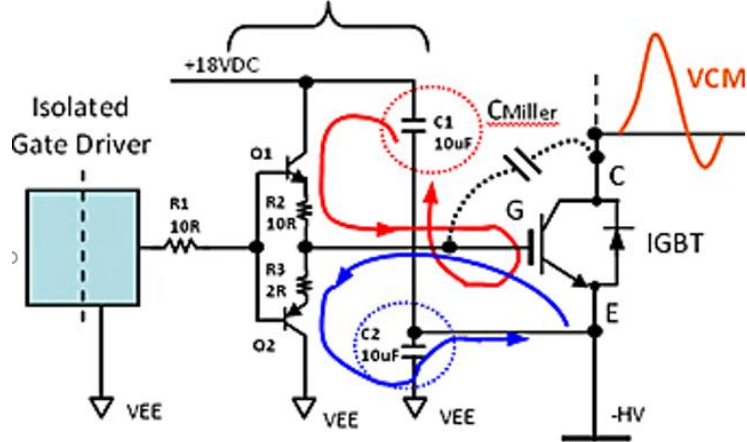 +18VDC
Isolated
Gate Driver
R1
10R
Q1
R2
10R
R3
2R
Q2
C1
10uF
CMiller
VCM
C
G
IGBT
E
C2
10uF
VEE
VEE
VEE
-HV